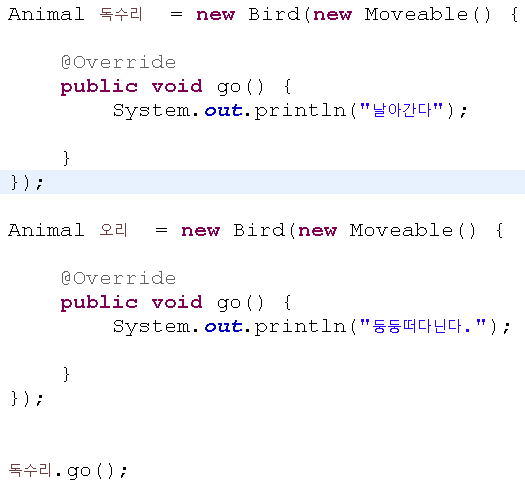 Animal 독수리 = new Bird(new Moveable() {
@Override
public void go() {
System.out.println("날아간다");
}
});
Animal 오리 = new Bird(new Moveable() {
@Override
public void go() {
System.out.println("둥둥떠다닌다.");
}
});
독수리.go();